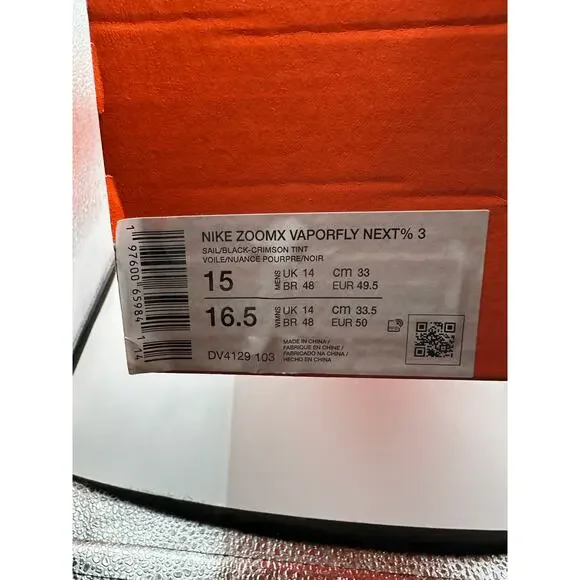 NIKE ZOOMX VAPORFLY NEXT% 3
SAIL/BLACK-CRIMSON TINT
VOILE/NUANCE POURPRE/NOIR
15 MENS UK 14 cm 33
BR 48 EUR 49.5
16.5 WMNS UK 14 cm 33.5
BR 48 EUR 50
DV4129 103
MADE IN CHINA /
FABRIQUE EN CHINE /
FABRICADO NA CHINA /
HECHO EN CHINA
1 97600 65984 1 14